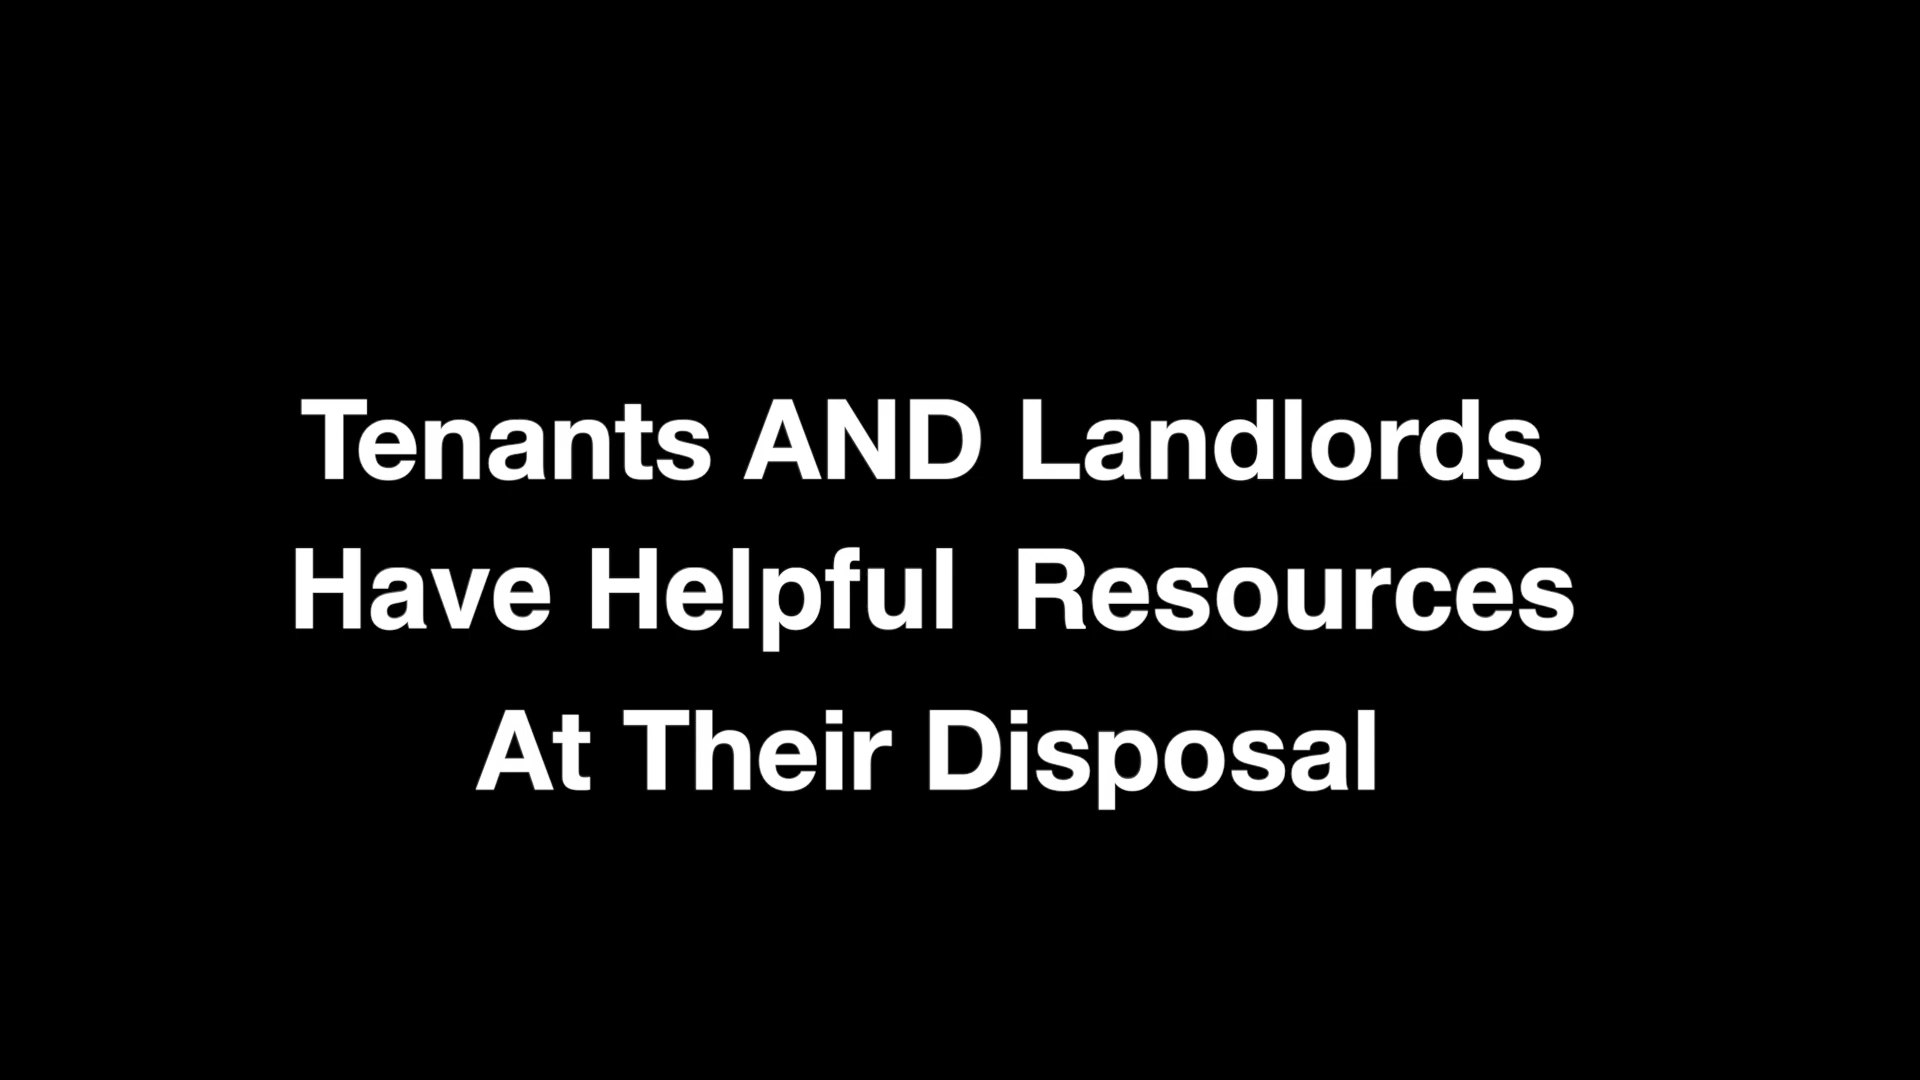 Tenants AND Landlords
Have Helpful Resources
At Their Disposal